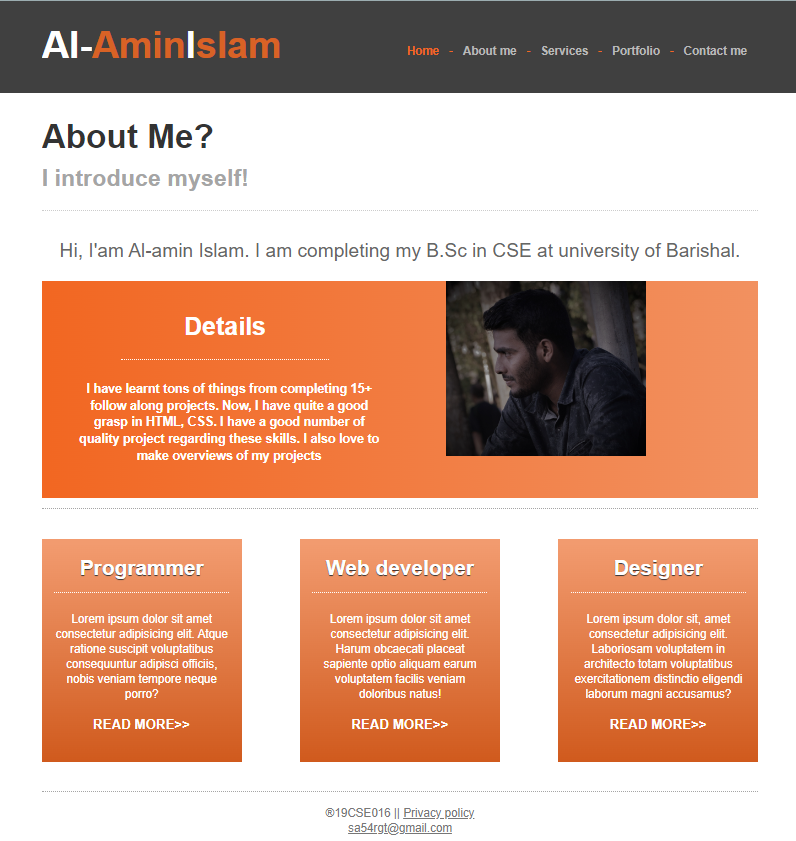 Al-AminIslam
Home - About me - Services - Portfolio - Contact me
About Me?
I introduce myself!
Hi, I'am Al-amin Islam. I am completing my B.Sc in CSE at university of Barishal.
Details
I have learnt tons of things from completing 15+
follow along projects. Now, I have quite a good
grasp in HTML, CSS. I have a good number of
quality project regarding these skills. I also love to
make overviews of my projects
Programmer
Lorem ipsum dolor sit amet
consectetur adipisicing elit. Atque
ratione suscipit voluptatibus
consequuntur adipisci officiis,
nobis veniam tempore neque
porro?
READ MORE>>
Web developer
Lorem ipsum dolor sit amet
consectetur adipisicing elit.
Harum obcaecati placeat
sapiente optio aliquam earum
voluptatem facilis veniam
doloribus natus!
READ MORE>>
Designer
Lorem ipsum dolor sit, amet
consectetur adipisicing elit.
Laboriosam voluptatem in
architecto totam voluptatibus
exercitationem distinctio eligendi
laborum magni accusamus?
READ MORE>>
®19CSE016 || Privacy policy
sa54rgt@gmail.com